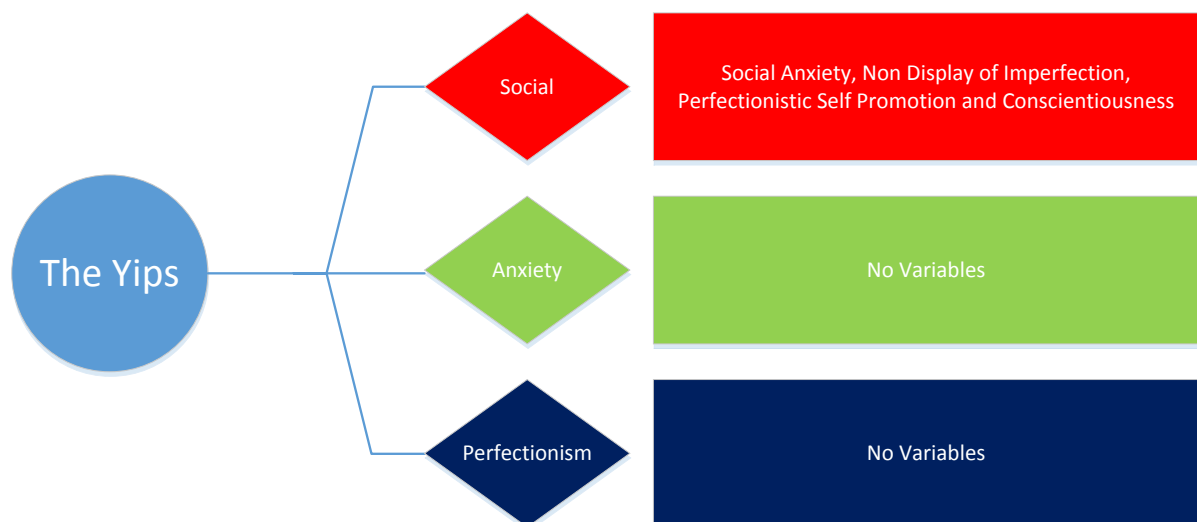 Social
Social Anxiety, Non Display of Imperfection,
Perfectionistic Self Promotion and Conscientiousness
The Yips
Anxiety
No Variables
Perfectionism
No Variables